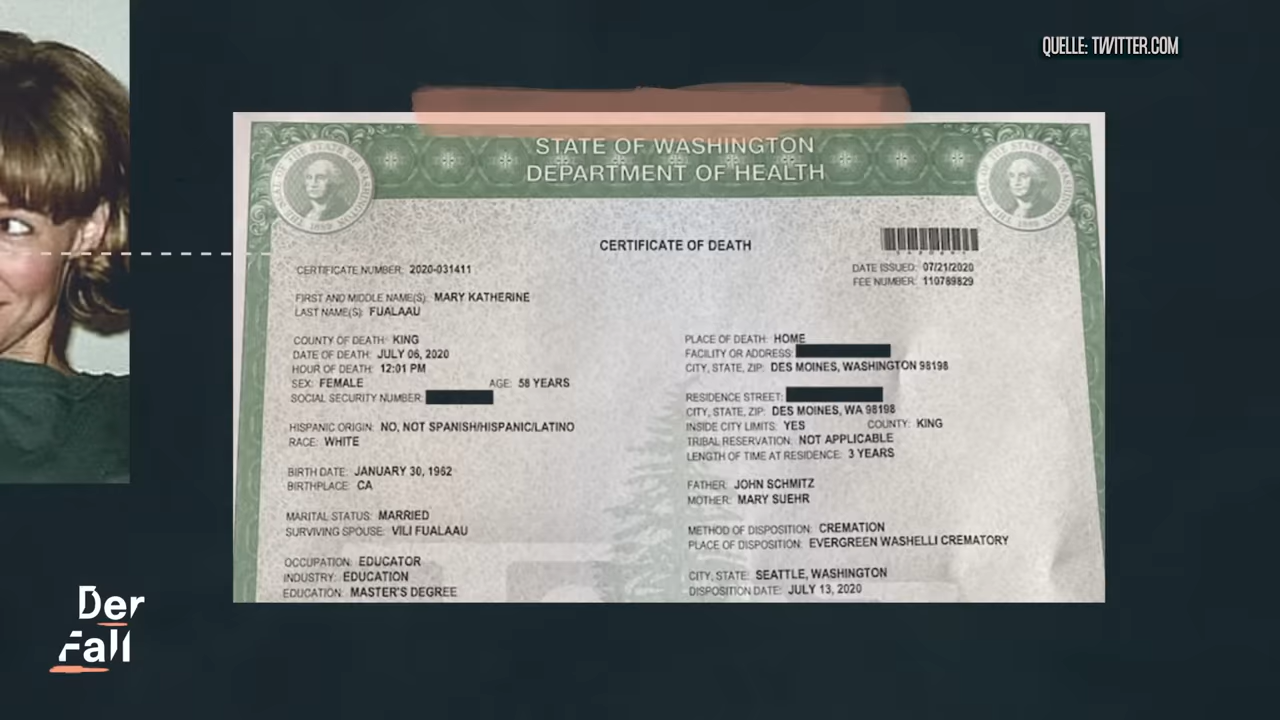 QUELLE: TWITTER.COM
STATE OF WASHINGTON
DEPARTMENT OF HEALTH
CERTIFICATE OF DEATH
CERTIFICATE NUMBER: 2020-031411
DATE ISSUED: 07/21/2020
FEE NUMBER: 110789829
FIRST AND MIDDLE NAME(S): MARY KATHERINE
LAST NAME(S): FUALAAU
COUNTY OF DEATH: KING
DATE OF DEATH: JULY 06, 2020
HOUR OF DEATH: 12:01 PM
SEX: FEMALE AGE: 58 YEARS
SOCIAL SECURITY NUMBER:
HISPANIC ORIGIN: NO, NOT SPANISH/HISPANIC/LATINO
RACE: WHITE
BIRTH DATE: JANUARY 30, 1962
BIRTHPLACE: CA
MARITAL STATUS: MARRIED
SURVIVING SPOUSE: VILI FUALAAU
OCCUPATION: EDUCATOR
INDUSTRY: EDUCATION
EDUCATION: MASTER'S DEGREE
PLACE OF DEATH: HOME
FACILITY OR ADDRESS:
CITY, STATE, ZIP: DES MOINES, WASHINGTON 98198
RESIDENCE STREET:
CITY, STATE, ZIP: DES MOINES, WA 98198
INSIDE CITY LIMITS: YES COUNTY: KING
TRIBAL RESERVATION: NOT APPLICABLE
LENGTH OF TIME AT RESIDENCE: 3 YEARS
FATHER: JOHN SCHMITZ
MOTHER: MARY SUEHR
METHOD OF DISPOSITION: CREMATION
PLACE OF DISPOSITION: EVERGREEN WASHELLI CREMATORY
CITY, STATE: SEATTLE, WASHINGTON
DISPOSITION DATE: JULY 13, 2020
Der
Fall